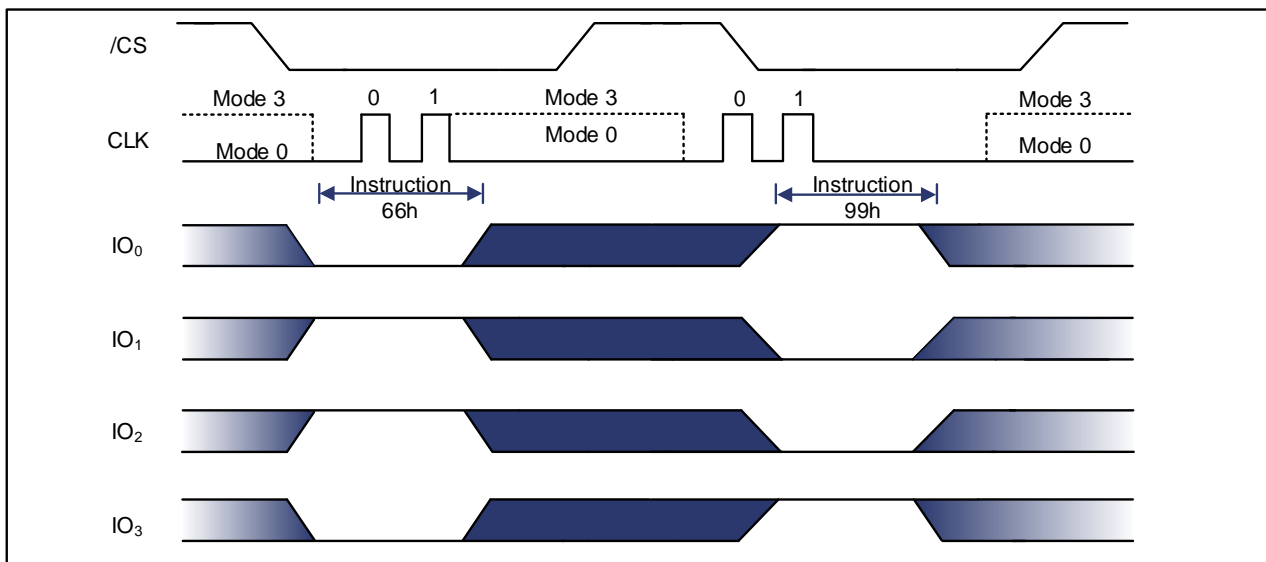 /CS
Mode 3 0 1 Mode 3 0 1 Mode 3
CLK Mode 0 Mode 0 Mode 0
Instruction Instruction
66h 99h
IO₀
IO₁
IO₂
IO₃